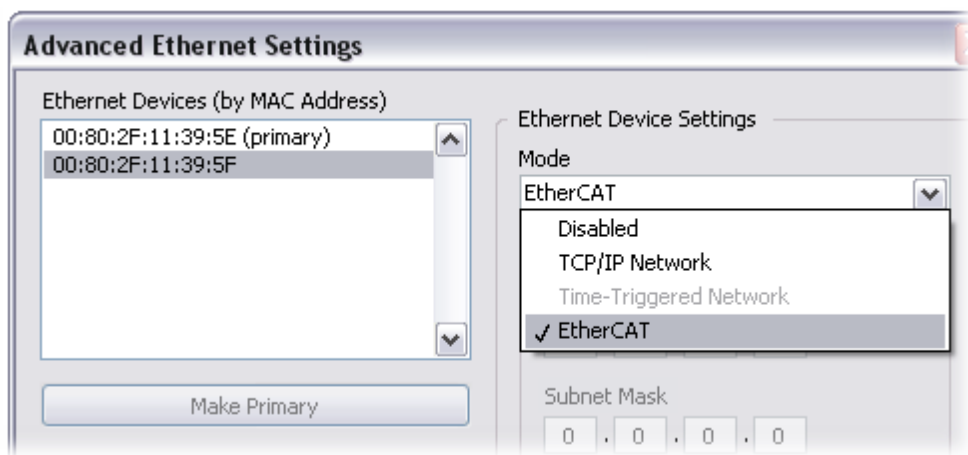 Advanced Ethernet Settings
Ethernet Devices (by MAC Address)
00:80:2F:11:39:5E (primary)
00:80:2F:11:39:5F
Make Primary
Ethernet Device Settings
Mode
EtherCAT
Disabled
TCP/IP Network
Time-Triggered Network
✓ EtherCAT
Subnet Mask
0 . 0 . 0 . 0